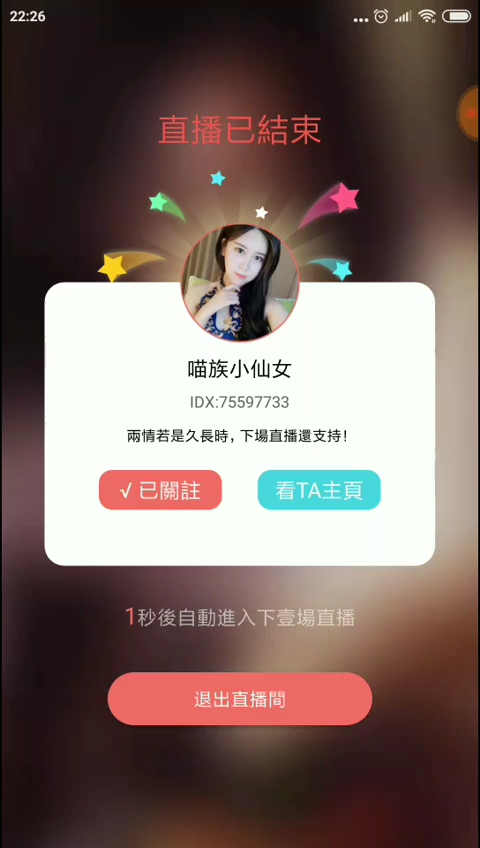 22:26
直播已結束
喵族小仙女
IDX:75597733
兩情若是久長時，下場直播還支持！
√ 已關註
看TA主頁
1秒後自動進入下壹場直播
退出直播間